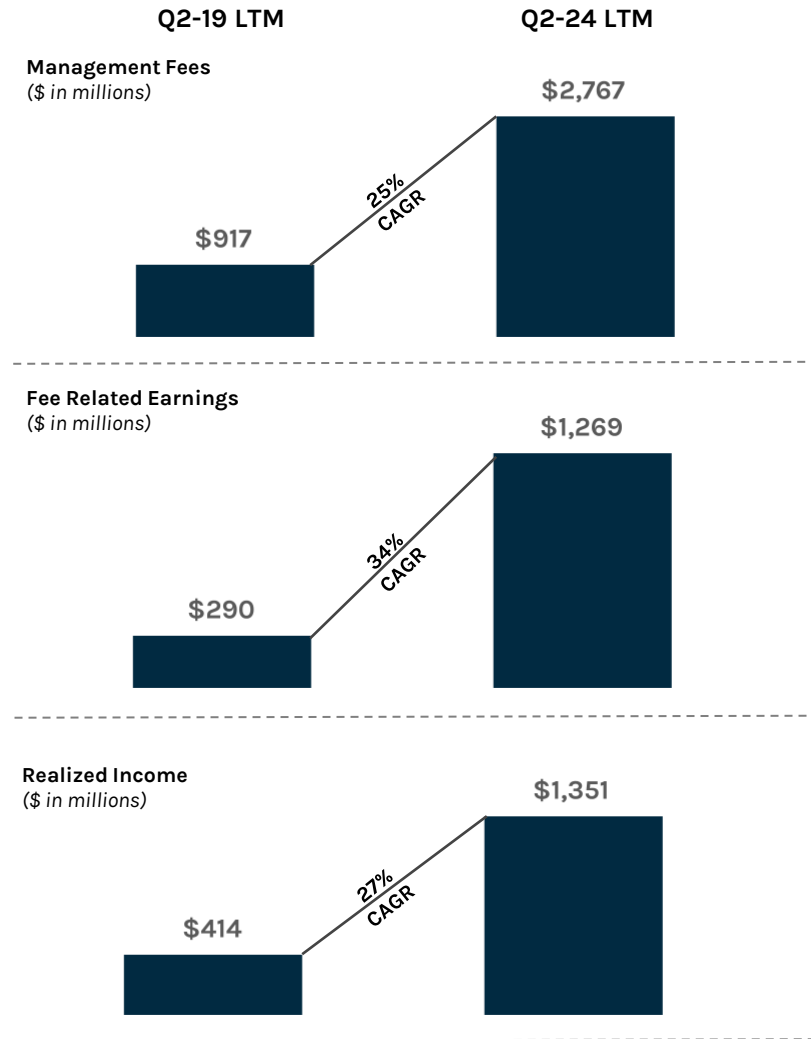 Q2-19 LTM Q2-24 LTM
Management Fees
($ in millions)
$2,767
25%
CAGR
$917
Fee Related Earnings
($ in millions)
$1,269
34%
CAGR
$290
Realized Income
($ in millions)
$1,351
27%
CAGR
$414